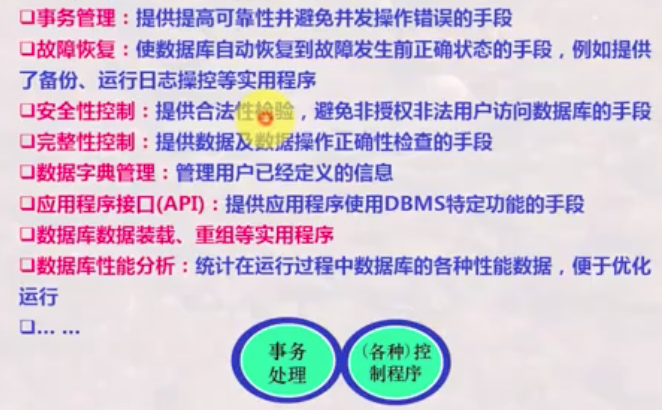 ❑事务管理：提供提高可靠性并避免并发操作错误的手段
❑故障恢复：使数据库自动恢复到故障发生前正确状态的手段，例如提供
了备份、运行日志操控等实用程序
❑安全性控制：提供合法性检验，避免非授权非法用户访问数据库的手段
❑完整性控制：提供数据及数据操作正确性检查的手段
❑数据字典管理：管理用户已经定义的信息
❑应用程序接口(API)：提供应用程序使用DBMS特定功能的手段
❑数据库数据装载、重组等实用程序
❑数据库性能分析：统计在运行过程中数据库的各种性能数据，便于优化
运行
❑... ...
事务
处理
(各种)控
制程序